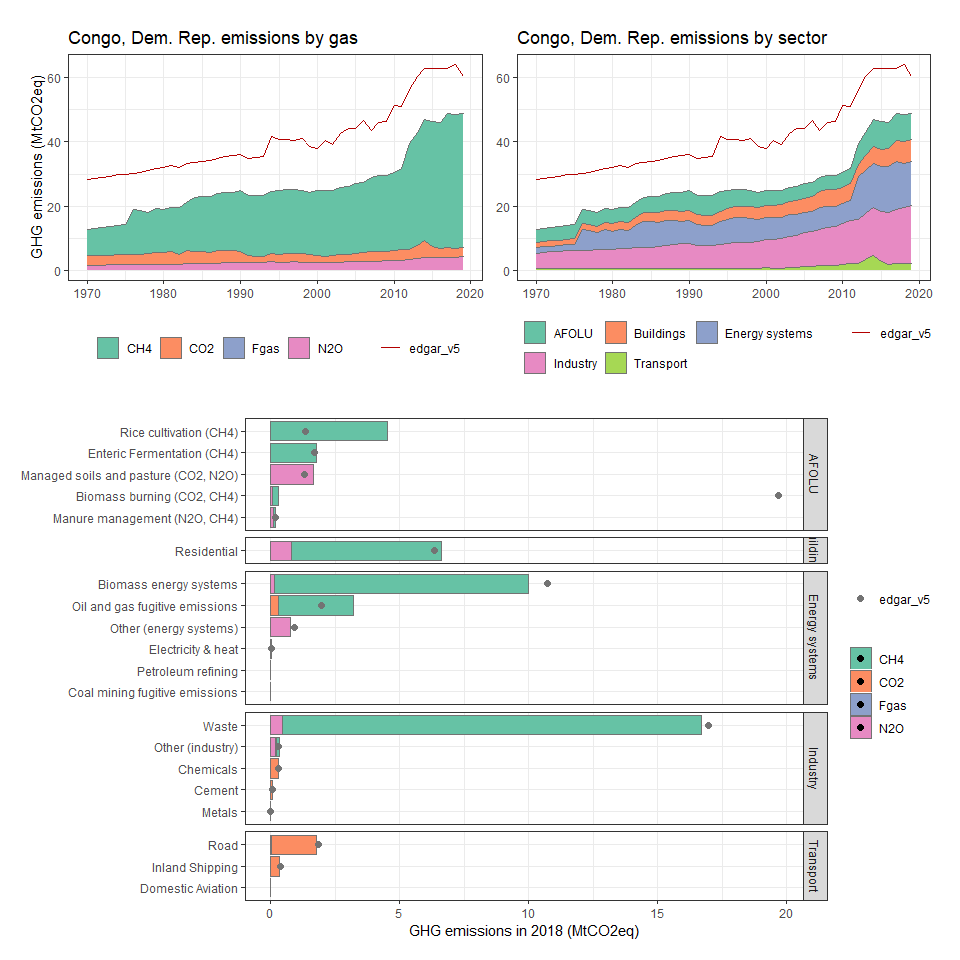 Congo, Dem. Rep. emissions by gas
GHG emissions (MtCO2eq)
60
40
20
0
1970
1980
1990
2000
2010
2020
CH4
CO2
Fgas
N2O
edgar_v5
Congo, Dem. Rep. emissions by sector
60
40
20
0
1970
1980
1990
2000
2010
2020
AFOLU
Buildings
Energy systems
edgar_v5
Industry
Transport
Rice cultivation (CH4)
Enteric Fermentation (CH4)
Managed soils and pasture (CO2, N2O)
Biomass burning (CO2, CH4)
Manure management (N2O, CH4)
AFOLU
Residential
ildin
Biomass energy systems
Oil and gas fugitive emissions
Other (energy systems)
Electricity & heat
Petroleum refining
Coal mining fugitive emissions
Energy systems
Waste
Other (industry)
Chemicals
Cement
Metals
Industry
Road
Inland Shipping
Domestic Aviation
Transport
0
5
10
15
20
GHG emissions in 2018 (MtCO2eq)
edgar_v5
CH4
CO2
Fgas
N2O